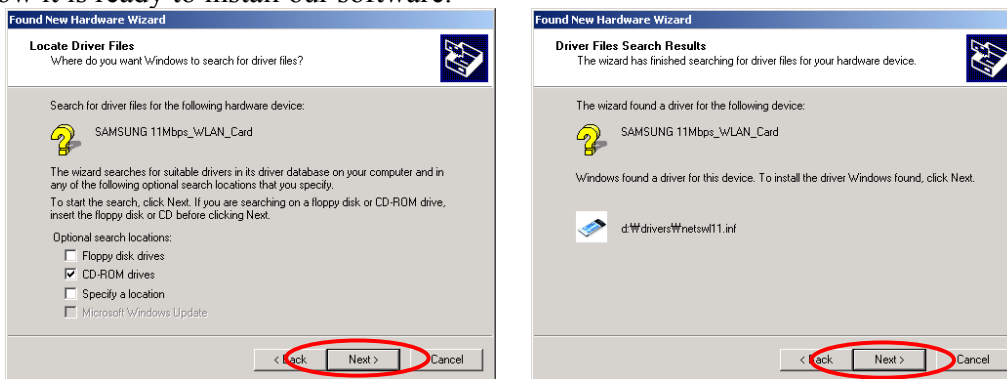 ow it is ready to install our software.
Found New Hardware Wizard
Locate Driver Files
Where do you want Windows to search for driver files?
Search for driver files for the following hardware device:
SAMSUNG 11Mbps_WLAN_Card
The wizard searches for suitable drivers in its driver database on your computer and in
any of the following optional search locations that you specify.
To start the search, click Next. If you are searching on a floppy disk or CD-ROM drive,
insert the floppy disk or CD before clicking Next.
Optional search locations:
Floppy disk drives
CD-ROM drives
Specify a location
Microsoft Windows Update
< Back Next > Cancel
Found New Hardware Wizard
Driver Files Search Results
The wizard has finished searching for driver files for your hardware device.
The wizard found a driver for the following device:
SAMSUNG 11Mbps_WLAN_Card
Windows found a driver for this device. To install the driver Windows found, click Next.
d:₩drivers₩netswl11.inf
< Back Next > Cancel